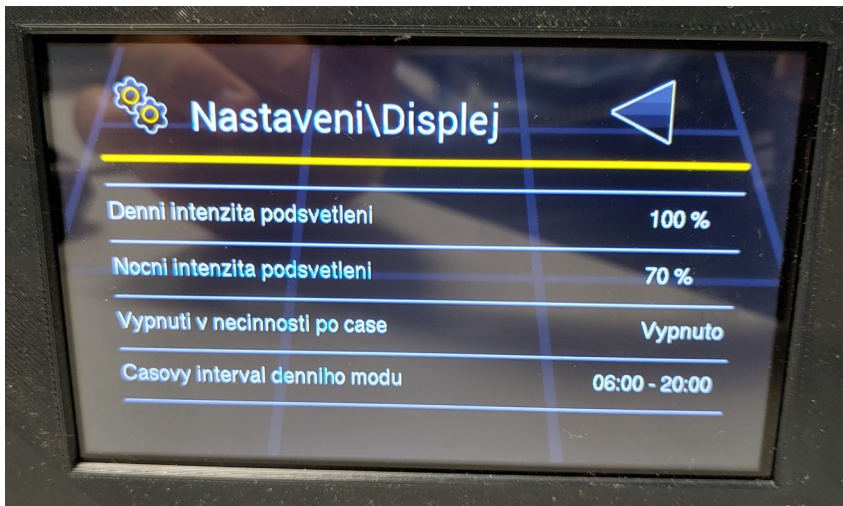 Nastaveni\Displej
Denni intenzita podsvetleni 100 %
Nocni intenzita podsvetleni 70 %
Vypnuti v necinnosti po case Vypnuto
Casovy interval denniho modu 06:00 - 20:00